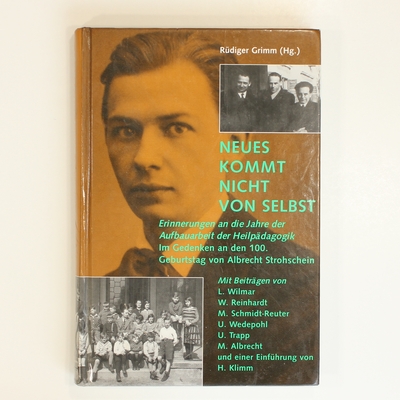 Rüdiger Grimm (Hg.)
NEUES
KOMMT
NICHT
VON SELBST
Erinnerungen an die Jahre der
Aufbauarbeit der Heilpädagogik
Im Gedenken an den 100.
Geburtstag von Albrecht Strohschein
Mit Beiträgen von
L. Wilmar
W. Reinhardt
M. Schmidt-Reuter
U. Wedepohl
U. Trapp
M. Albrecht
und einer Einführung von
H. Klimm